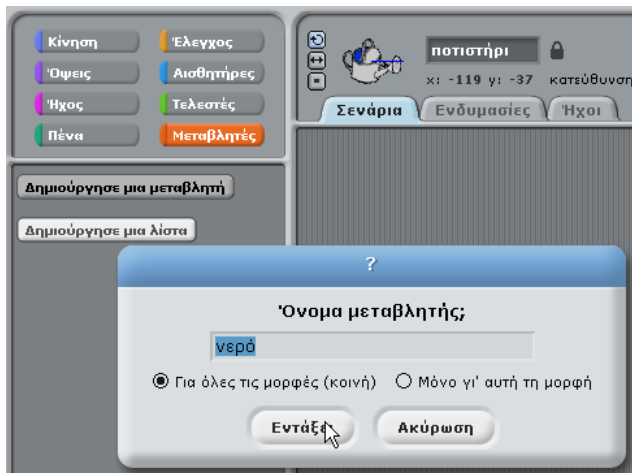 Κίνηση
Έλεγχος
Όψεις
Αισθητήρες
Ήχος
Τελεστές
Πένα
Μεταβλητές
ποτιστήρι
x: -119 y: -37 κατεύθυνση
Σενάρια
Ενδυμασίες
Ήχοι
Δημιούργησε μια μεταβλητή
Δημιούργησε μια λίστα
?
Όνομα μεταβλητής;
νερό
Για όλες τις μορφές (κοινή)
Μόνο γι' αυτή τη μορφή
Εντάξει
Ακύρωση